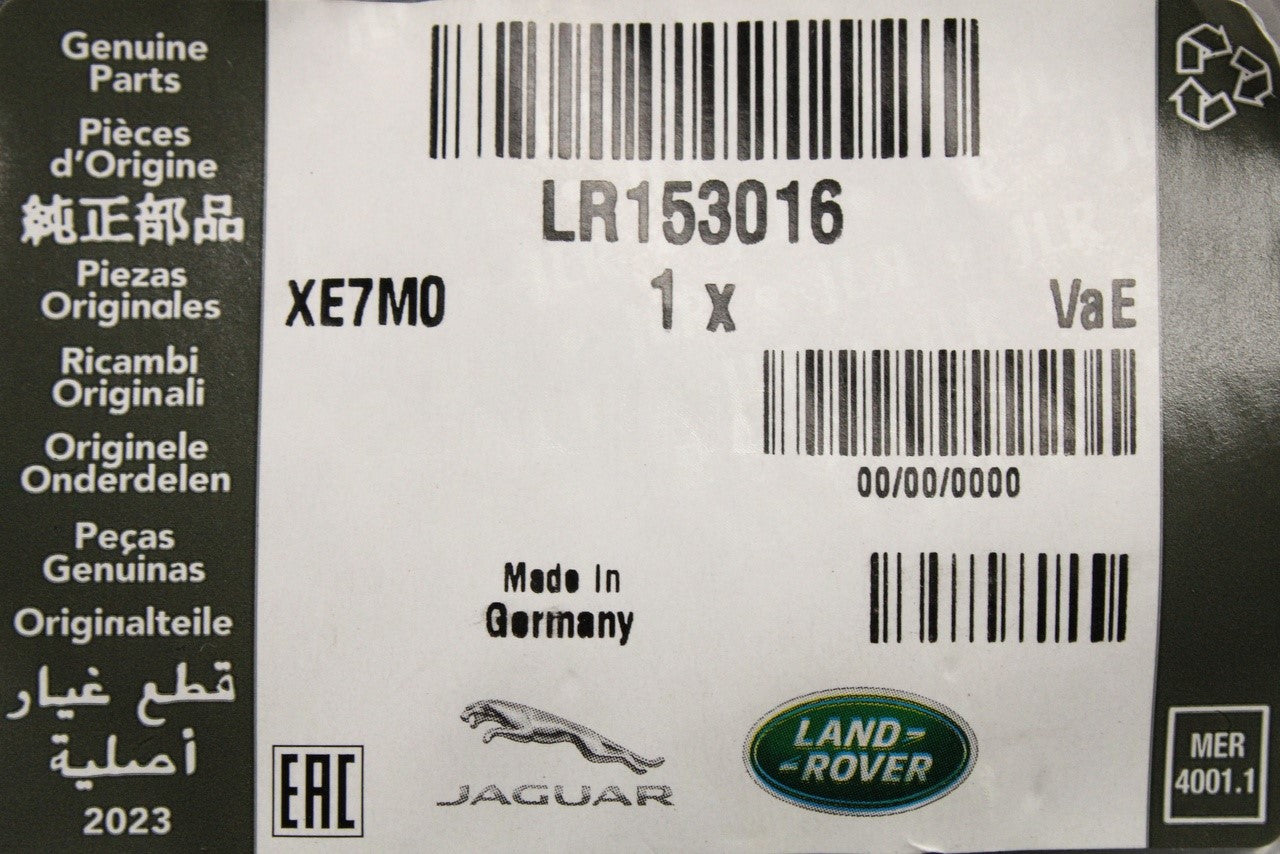 Genuine
Parts
Pièces
d'Origine
純正部品
Piezas
Originales
Ricambi
Originali
Originele
Onderdelen
Peças
Genuinas
Originalteile
قطع غيار
أصلية
2023
LR153016
XE7M0 1 x VaE
00/00/0000
Made In
Germany
EAC
JAGUAR
LAND-
-ROVER
MER
4001.1